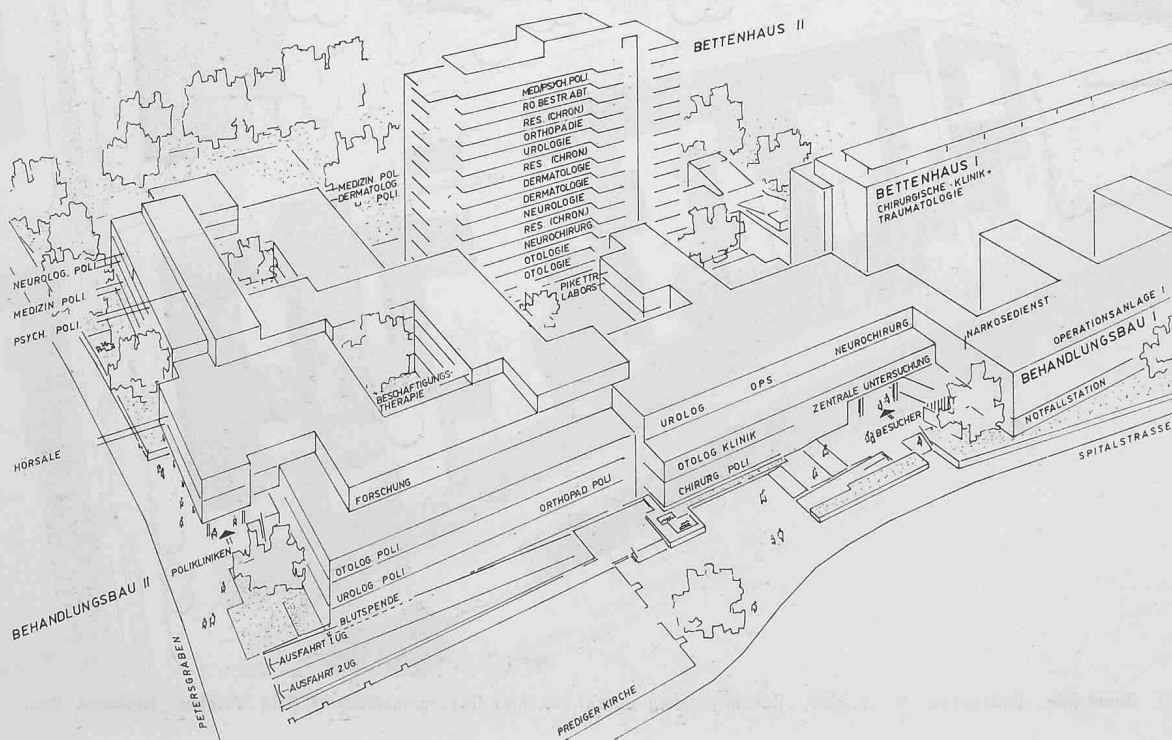 BETTENHAUS II
MED/PSYCH. POLI.
RÖ. BESTR. ABT
RES. (CHRON)
ORTHOPÄDIE
UROLOGIE
RES (CHRON)
DERMATOLOGIE
DERMATOLOGIE
NEUROLOGIE
RES (CHRON)
NEUROCHIRURG
OTOLOGIE
OTOLOGIE
PIKETTR.
LABORS
MEDIZIN POL
DERMATOLOG
POLI
BETTENHAUS I
CHIRURGISCHE-KLINIK+
TRAUMATOLOGIE
NEUROLOG. POLI
MEDIZIN POLI
PSYCH. POLI.
HÖRSÄLE
BESCHÄFTIGUNGS-
THERAPIE
NARKOSEDIENST
OPERATIONSANLAGE I
BEHANDLUNGSBAU I
NOTFALLSTATION
SPITALSTRASSE
NEUROCHIRURG
OPS.
UROLOG
ZENTRALE UNTERSUCHUNG
BESUCHER
OTOLOG KLINIK
CHIRURG POLI
FORSCHUNG
ORTHOPÄD POLI
OTOLOG POLI
UROLOG POLI
BLUTSPENDE
AUSFAHRT 1.UG.
AUSFAHRT 2.UG.
POLIKLINIKEN
BEHANDLUNGSBAU II
PETERSGRABEN
PREDIGER KIRCHE